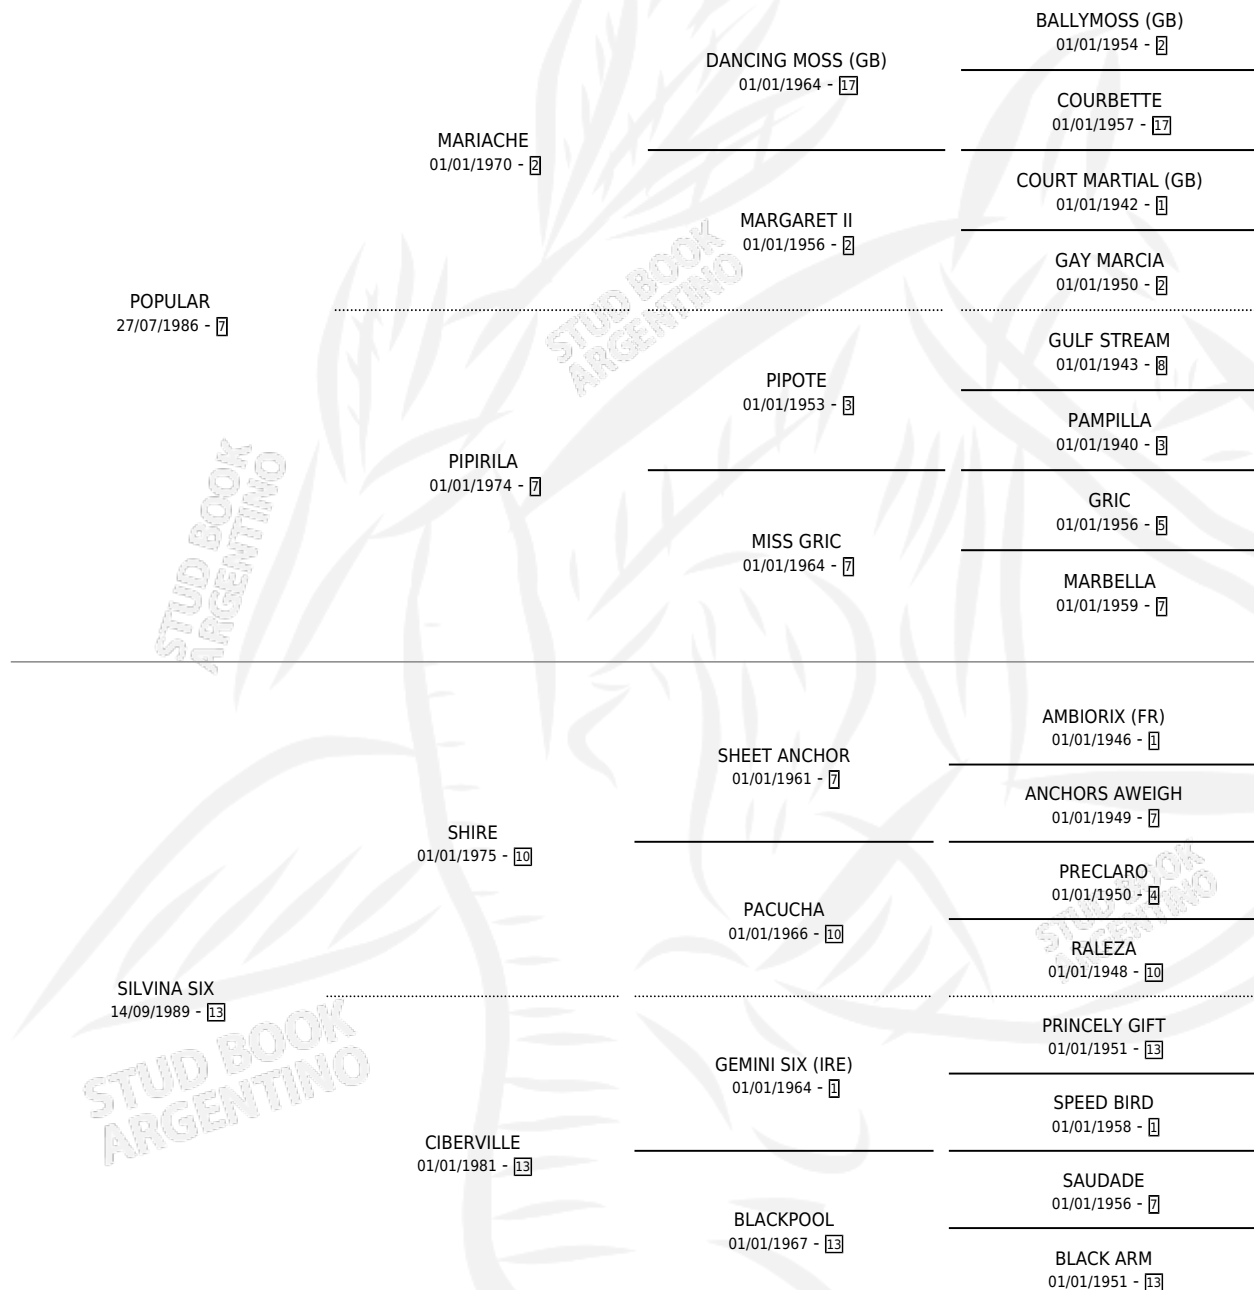 BALLYMOSS (GB)
01/01/1954 - 2
DANCING MOSS (GB)
01/01/1964 - 17
COURBETTE
01/01/1957 - 17
MARIACHE
01/01/1970 - 2
COURT MARTIAL (GB)
01/01/1942 - 1
MARGARET II
01/01/1956 - 2
GAY MARCIA
01/01/1950 - 2
POPULAR
27/07/1986 - 7
GULF STREAM
01/01/1943 - 8
PIPOTE
01/01/1953 - 3
PAMPILLA
01/01/1940 - 3
PIPIRILA
01/01/1974 - 7
GRIC
01/01/1956 - 5
MISS GRIC
01/01/1964 - 7
MARBELLA
01/01/1959 - 7
AMBIORIX (FR)
01/01/1946 - 1
SHEET ANCHOR
01/01/1961 - 7
ANCHORS AWEIGH
01/01/1949 - 7
SHIRE
01/01/1975 - 10
PRECLARO
01/01/1950 - 4
PACUCHA
01/01/1966 - 10
RALEZA
01/01/1948 - 10
SILVINA SIX
14/09/1989 - 13
PRINCELY GIFT
01/01/1951 - 13
GEMINI SIX (IRE)
01/01/1964 - 1
SPEED BIRD
01/01/1958 - 1
CIBERVILLE
01/01/1981 - 13
SAUDADE
01/01/1956 - 7
BLACKPOOL
01/01/1967 - 13
BLACK ARM
01/01/1951 - 13
STUD BOOK
ARGENTINO
STUD BOOK
ARGENTINO
STUD BOOK
ARGENTINO
STUD BOOK
ARGENTINO